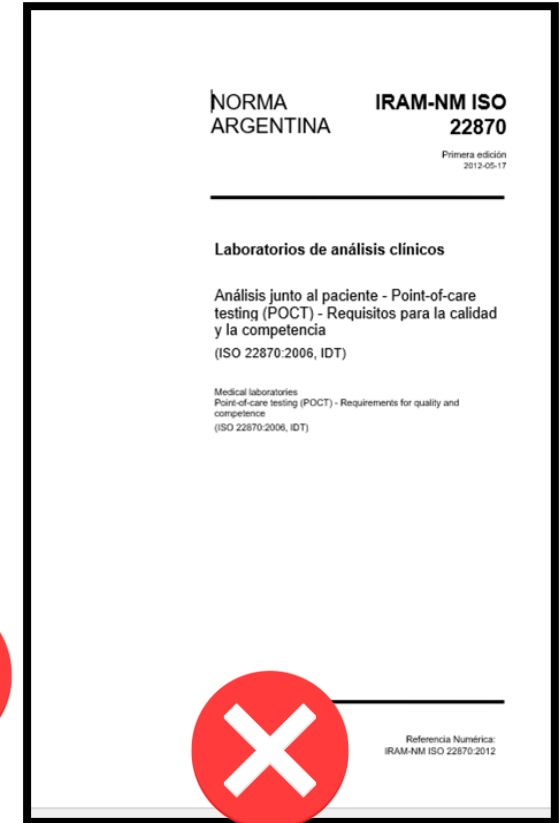 NORMA
ARGENTINA
IRAM-NM ISO
22870
Primera edición
2012-05-17
Laboratorios de análisis clínicos
Análisis junto al paciente - Point-of-care
testing (POCT) - Requisitos para la calidad
y la competencia
(ISO 22870:2006, IDT)
Medical laboratories
Point-of-care testing (POCT) - Requirements for quality and
competence
(ISO 22870:2006, IDT)
Referencia Numérica:
IRAM-NM ISO 22870:2012